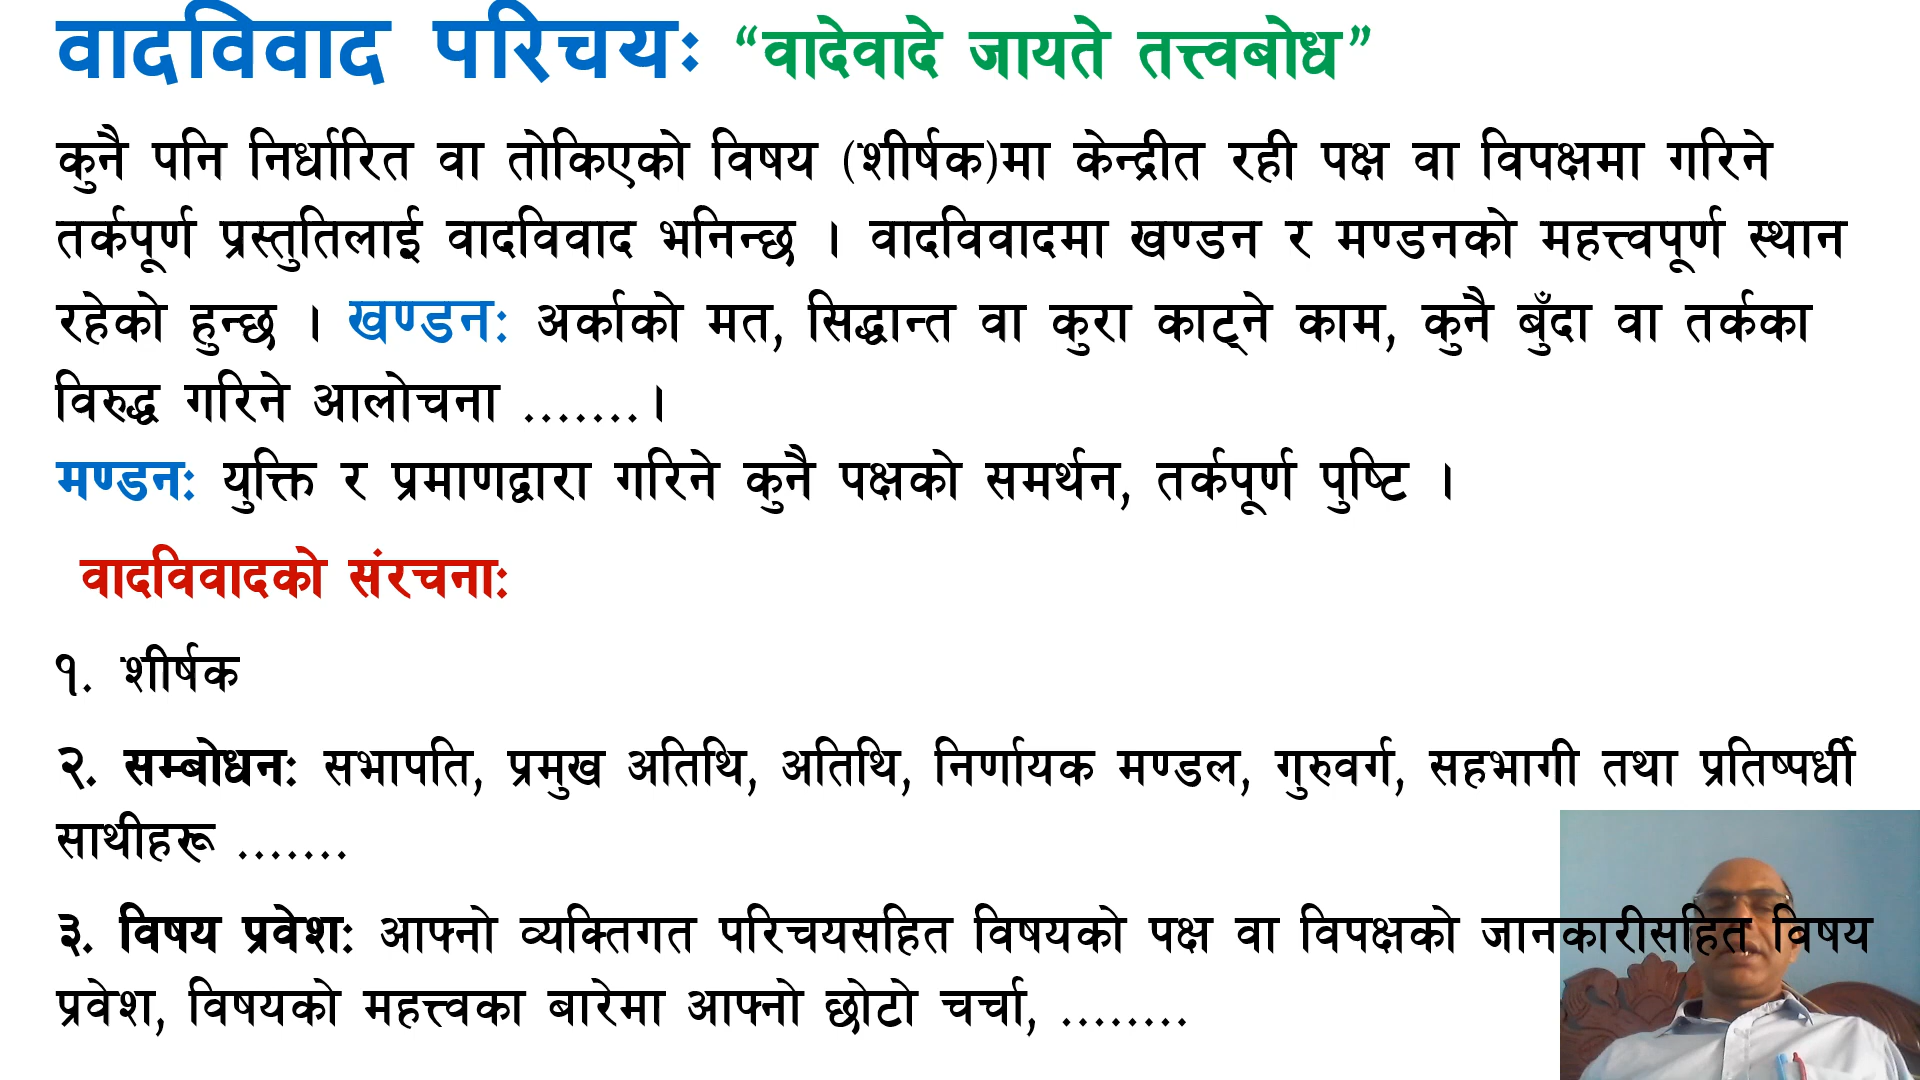 वादविवाद परिचयः “वादेवादे जायते तत्त्वबोध”
कुनै पनि निर्धारित वा तोकिएको विषय (शीर्षक)मा केन्द्रीत रही पक्ष वा विपक्षमा गरिने
तर्कपूर्ण प्रस्तुतिलाई वादविवाद भनिन्छ । वादविवादमा खण्डन र मण्डनको महत्त्वपूर्ण स्थान
रहेको हुन्छ । खण्डनः अर्काको मत, सिद्धान्त वा कुरा काट्ने काम, कुनै बुँदा वा तर्कका
विरुद्ध गरिने आलोचना .......।
मण्डनः युक्ति र प्रमाणद्वारा गरिने कुनै पक्षको समर्थन, तर्कपूर्ण पुष्टि ।
वादविवादको संरचनाः
१. शीर्षक
२. सम्बोधनः सभापति, प्रमुख अतिथि, अतिथि, निर्णायक मण्डल, गुरुवर्ग, सहभागी तथा प्रतिष्पर्धी
साथीहरू .......
३. विषय प्रवेशः आफ्नो व्यक्तिगत परिचयसहित विषयको पक्ष वा विपक्षको जानकारीसहित विषय
प्रवेश, विषयको महत्त्वका बारेमा आफ्नो छोटो चर्चा, ........